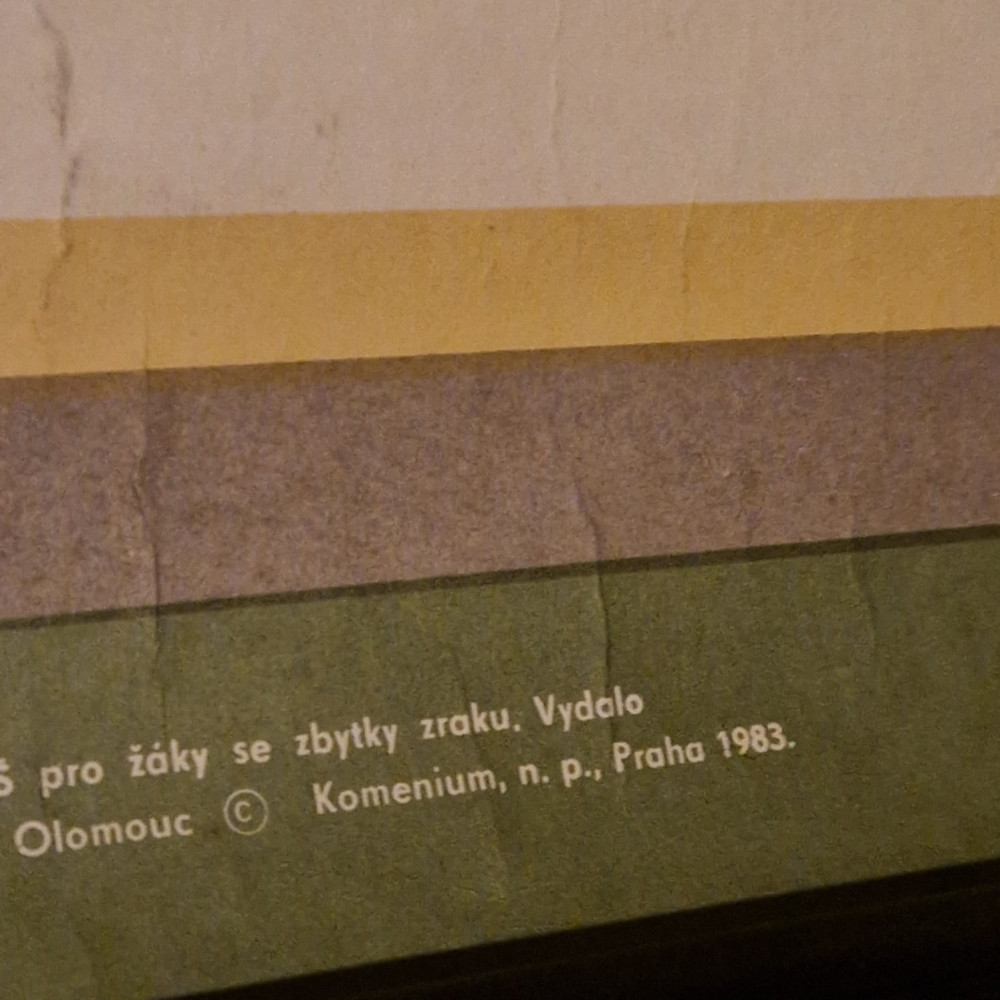 Š pro žáky se zbytky zraku. Vydalo
Olomouc © Komenium, n. p., Praha 1983.